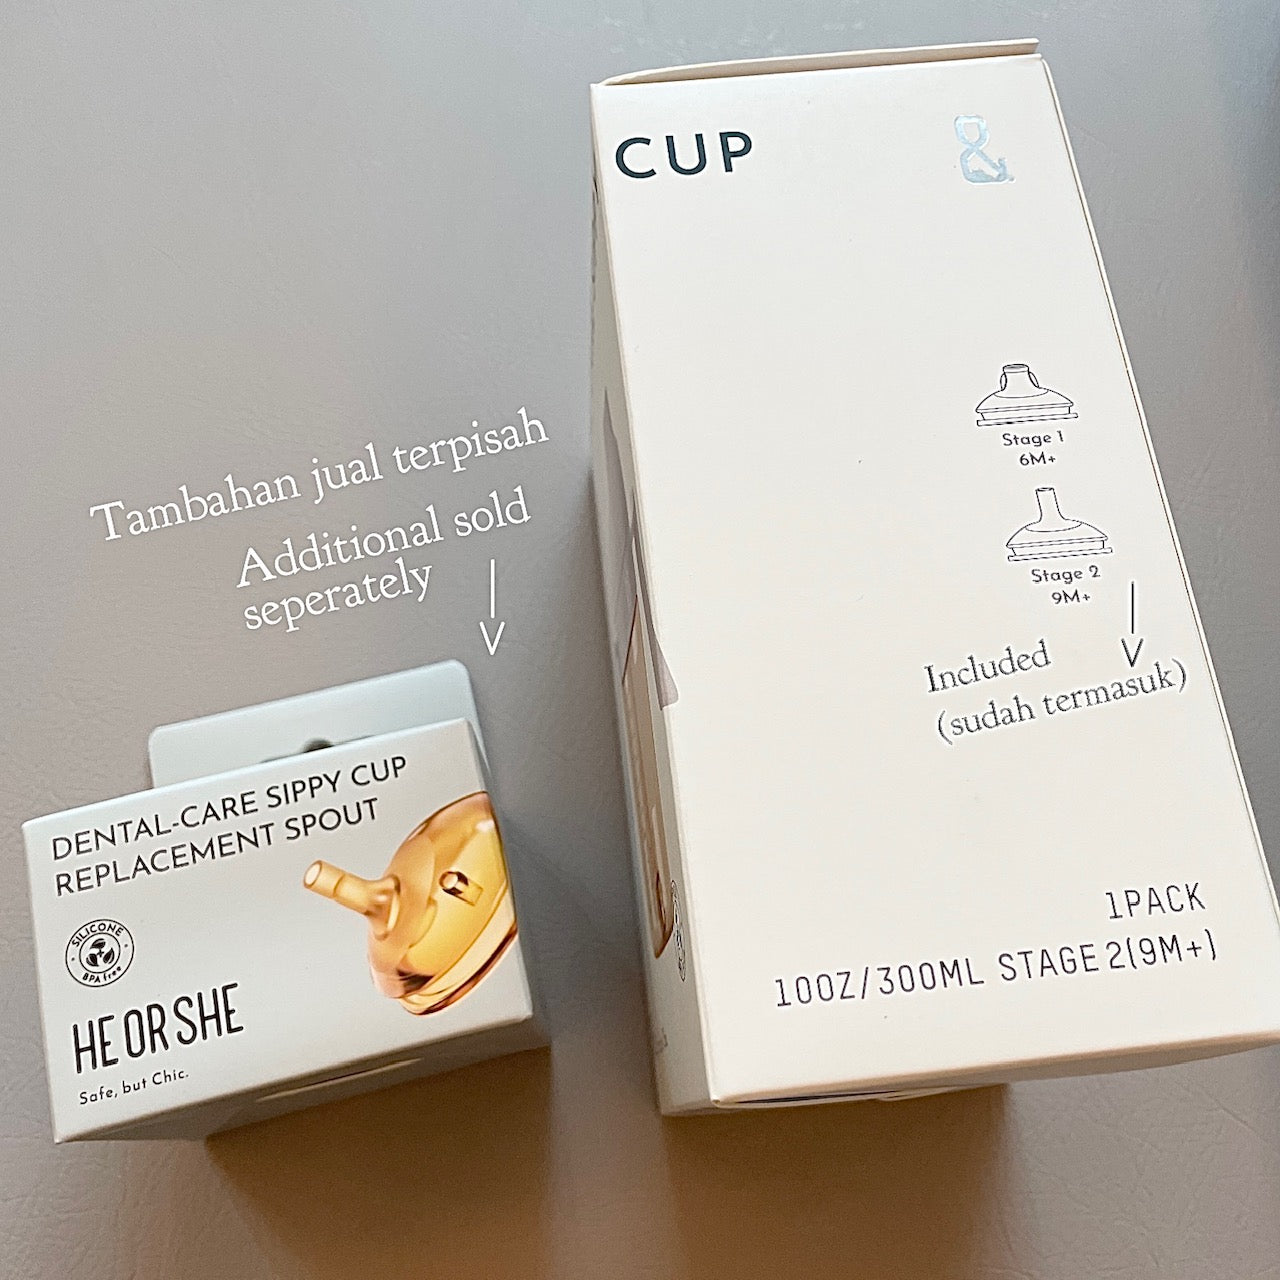 CUP
&
Stage 1
6M+
Stage 2
9M+
Included
(sudah termasuk)
1PACK
10OZ/300ML STAGE 2(9M+)
Tambahan jual terpisah
Additional sold
seperately
DENTAL-CARE SIPPY CUP
REPLACEMENT SPOUT
SILICONE
BPA free
HE OR SHE
Safe, but Chic.